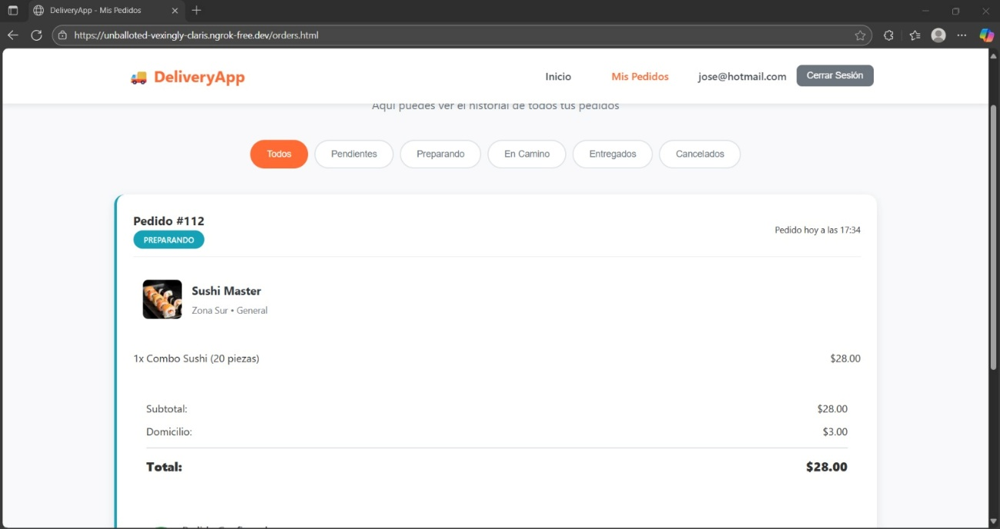 DeliveryApp - Mis Pedidos
https://unballoted-vexingly-claris.ngrok-free.dev/orders.html
DeliveryApp
Inicio
Mis Pedidos
jose@hotmail.com
Cerrar Sesión
Aquí puedes ver el historial de todos tus pedidos
Todos
Pendientes
Preparando
En Camino
Entregados
Cancelados
Pedido #112
PREPARANDO
Pedido hoy a las 17:34
Sushi Master
Zona Sur • General
1x Combo Sushi (20 piezas) $28.00
Subtotal: $28.00
Domicilio: $3.00
Total: $28.00